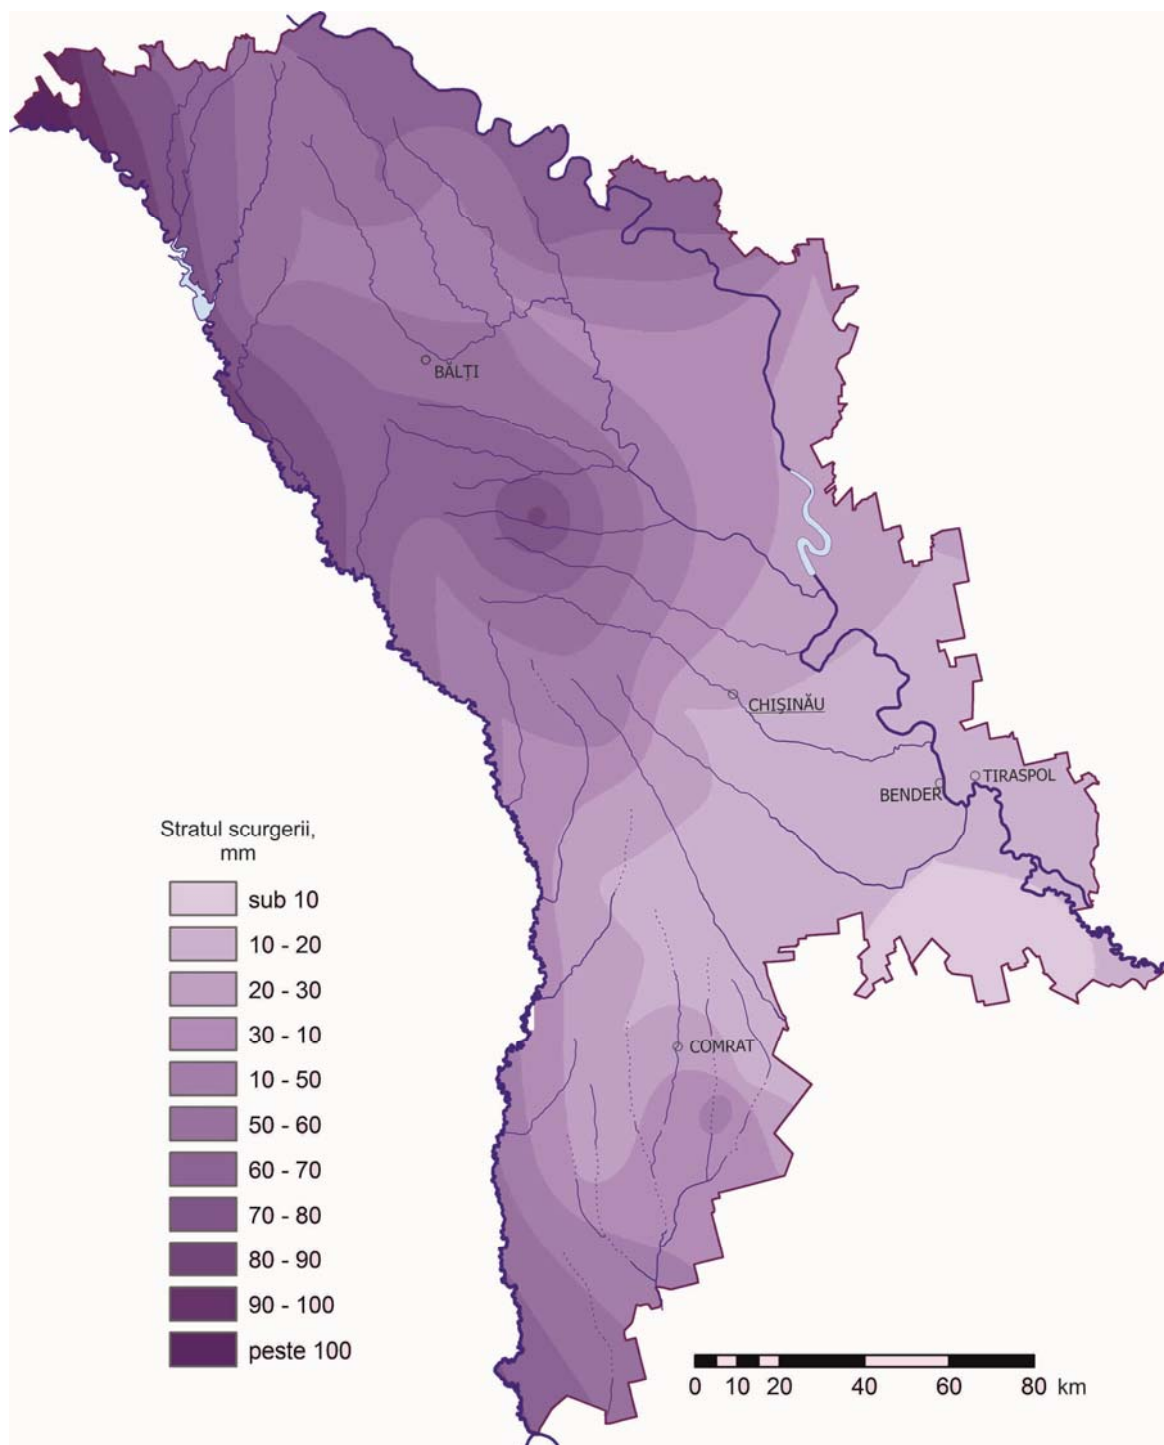 BĂLȚI
CHIȘINĂU
BENDER
TIRASPOL
COMRAT
Stratul scurgerii,
mm
sub 10
10 - 20
20 - 30
30 - 10
10 - 50
50 - 60
60 - 70
70 - 80
80 - 90
90 - 100
peste 100
0 10 20 40 60 80 km